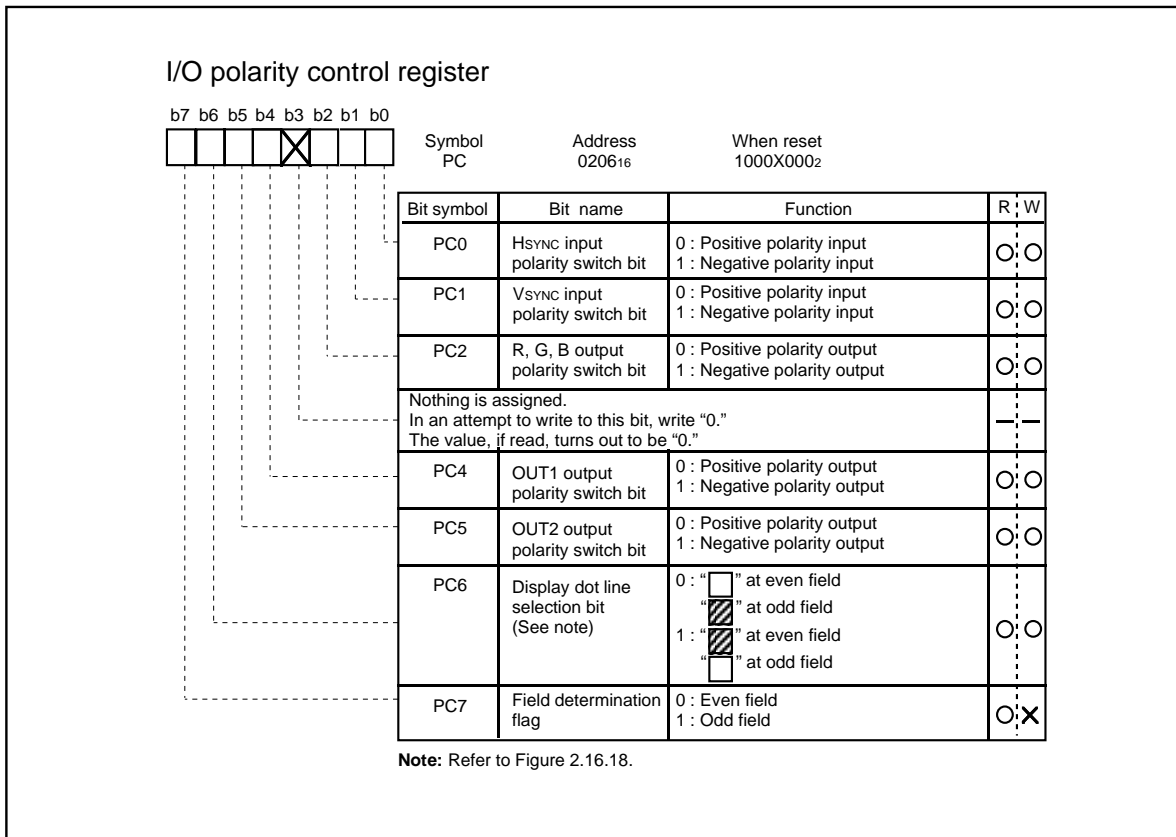 I/O polarity control register
b7 b6 b5 b4 b3 b2 b1 b0
Symbol Address When reset
PC 020616 1000X0002
Bit symbol Bit name Function R W
PC0 HSYNC input 0 : Positive polarity input
polarity switch bit 1 : Negative polarity input
PC1 VSYNC input 0 : Positive polarity input
polarity switch bit 1 : Negative polarity input
PC2 R, G, B output 0 : Positive polarity output
polarity switch bit 1 : Negative polarity output
Nothing is assigned.
In an attempt to write to this bit, write “0.”
The value, if read, turns out to be “0.”
PC4 OUT1 output 0 : Positive polarity output
polarity switch bit 1 : Negative polarity output
PC5 OUT2 output 0 : Positive polarity output
polarity switch bit 1 : Negative polarity output
PC6 Display dot line 0 : “ ” at even field
selection bit “ ” at odd field
(See note) 1 : “ ” at even field
“ ” at odd field
PC7 Field determination 0 : Even field
flag 1 : Odd field
Note: Refer to Figure 2.16.18.